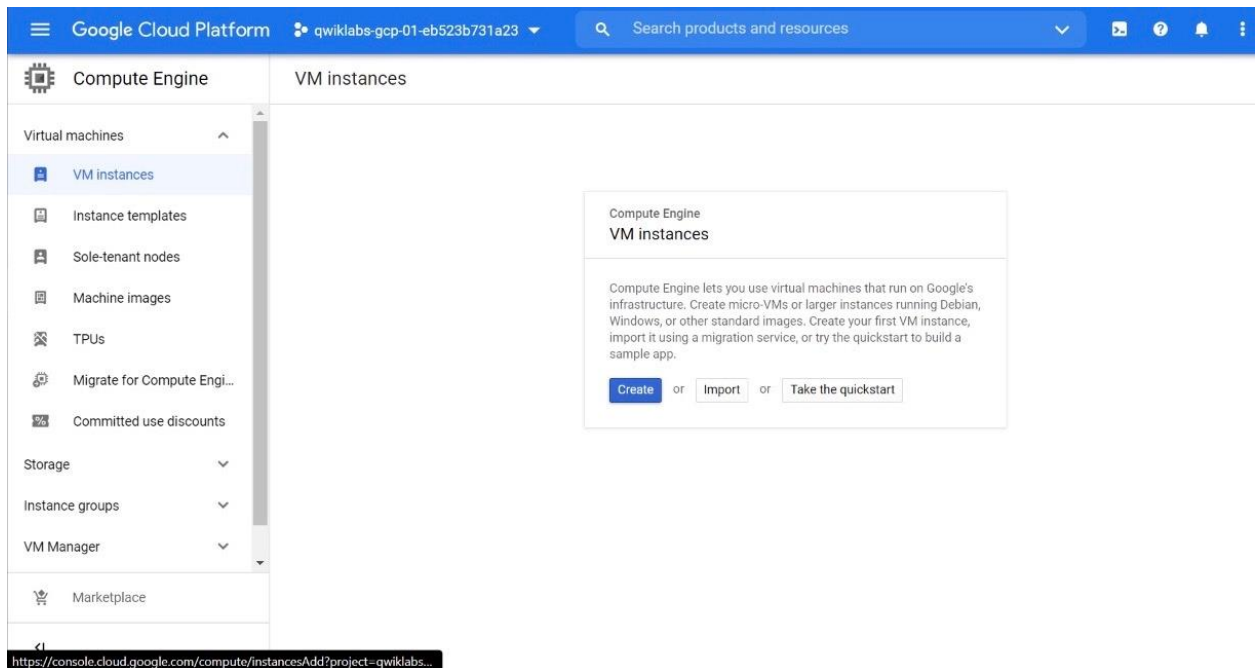 Google Cloud Platform
qwiklabs-gcp-01-eb523b731a23
Search products and resources
Compute Engine
VM instances
Virtual machines
VM instances
Instance templates
Sole-tenant nodes
Machine images
TPUs
Migrate for Compute Engi...
Committed use discounts
Storage
Instance groups
VM Manager
Marketplace
Compute Engine
VM instances
Compute Engine lets you use virtual machines that run on Google's
infrastructure. Create micro-VMs or larger instances running Debian,
Windows, or other standard images. Create your first VM instance,
import it using a migration service, or try the quickstart to build a
sample app.
Create or Import or Take the quickstart
https://console.cloud.google.com/compute/instancesAdd?project=qwiklabs...